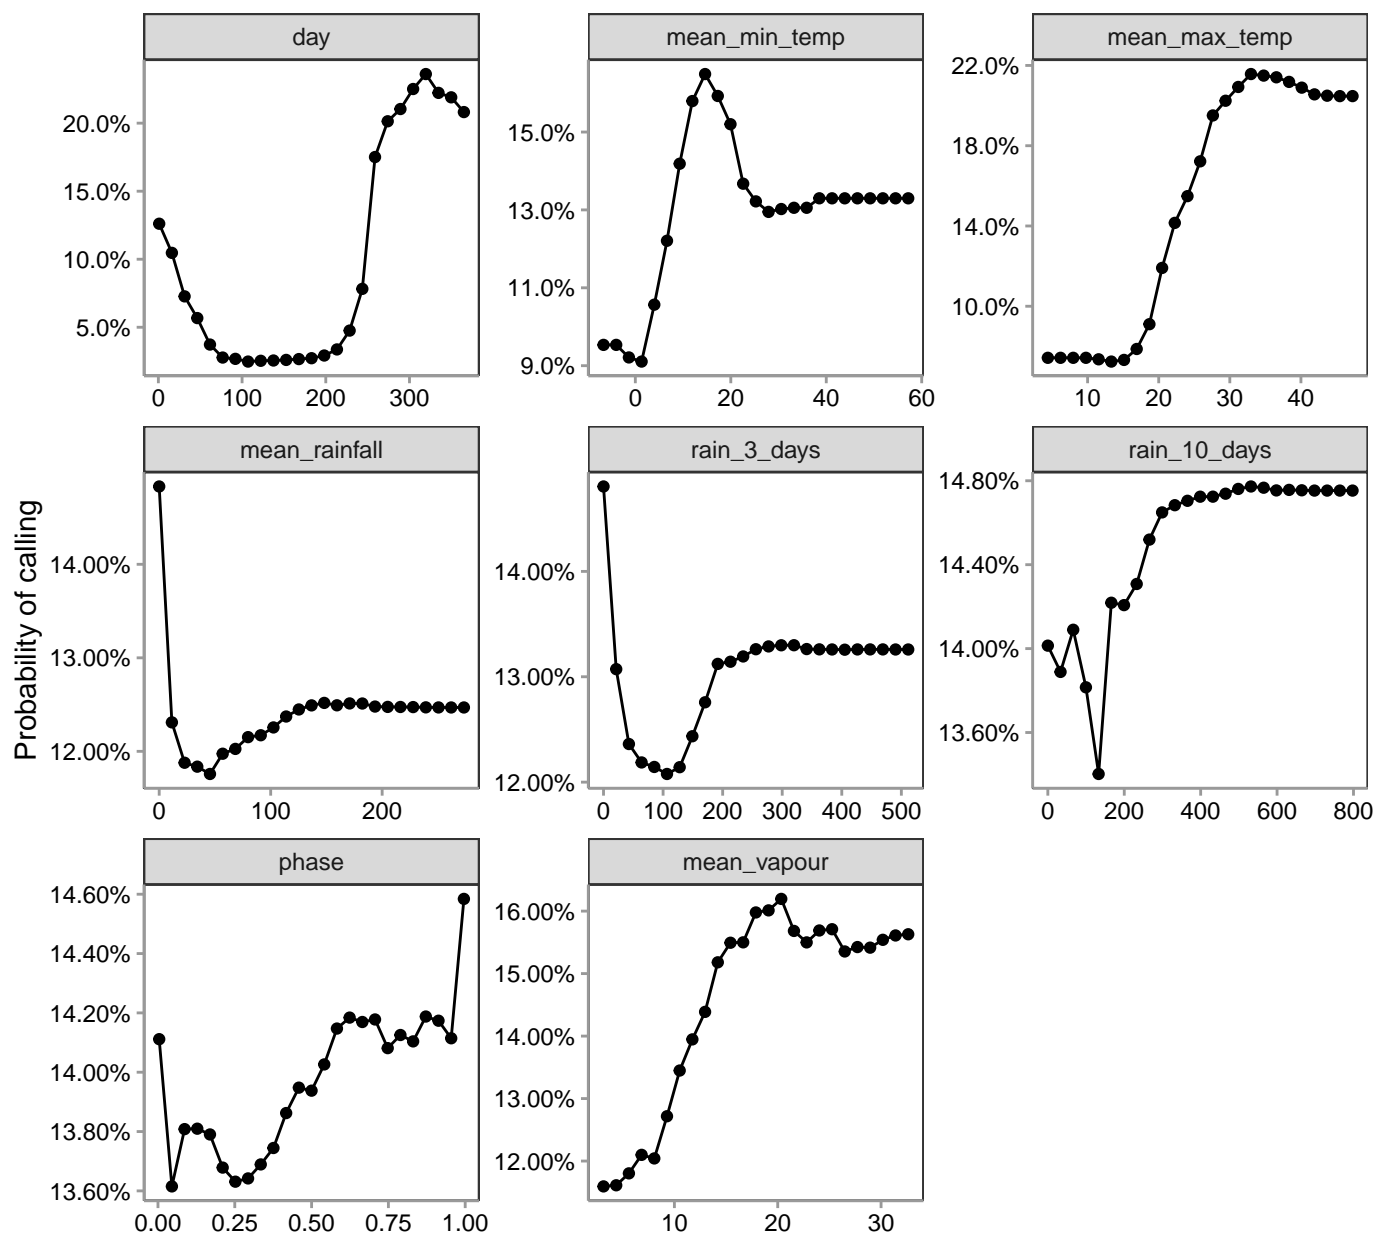 day
20.0%
15.0%
10.0%
5.0%
0 100 200 300
mean_min_temp
15.0%
13.0%
11.0%
9.0%
0 20 40 60
mean_max_temp
22.0%
18.0%
14.0%
10.0%
10 20 30 40
Probability of calling
mean_rainfall
14.00%
13.00%
12.00%
0 100 200
rain_3_days
14.00%
13.00%
12.00%
0 100 200 300 400 500
rain_10_days
14.80%
14.40%
14.00%
13.60%
0 200 400 600 800
phase
14.60%
14.40%
14.20%
14.00%
13.80%
13.60%
0.00 0.25 0.50 0.75 1.00
mean_vapour
16.00%
15.00%
14.00%
13.00%
12.00%
10 20 30